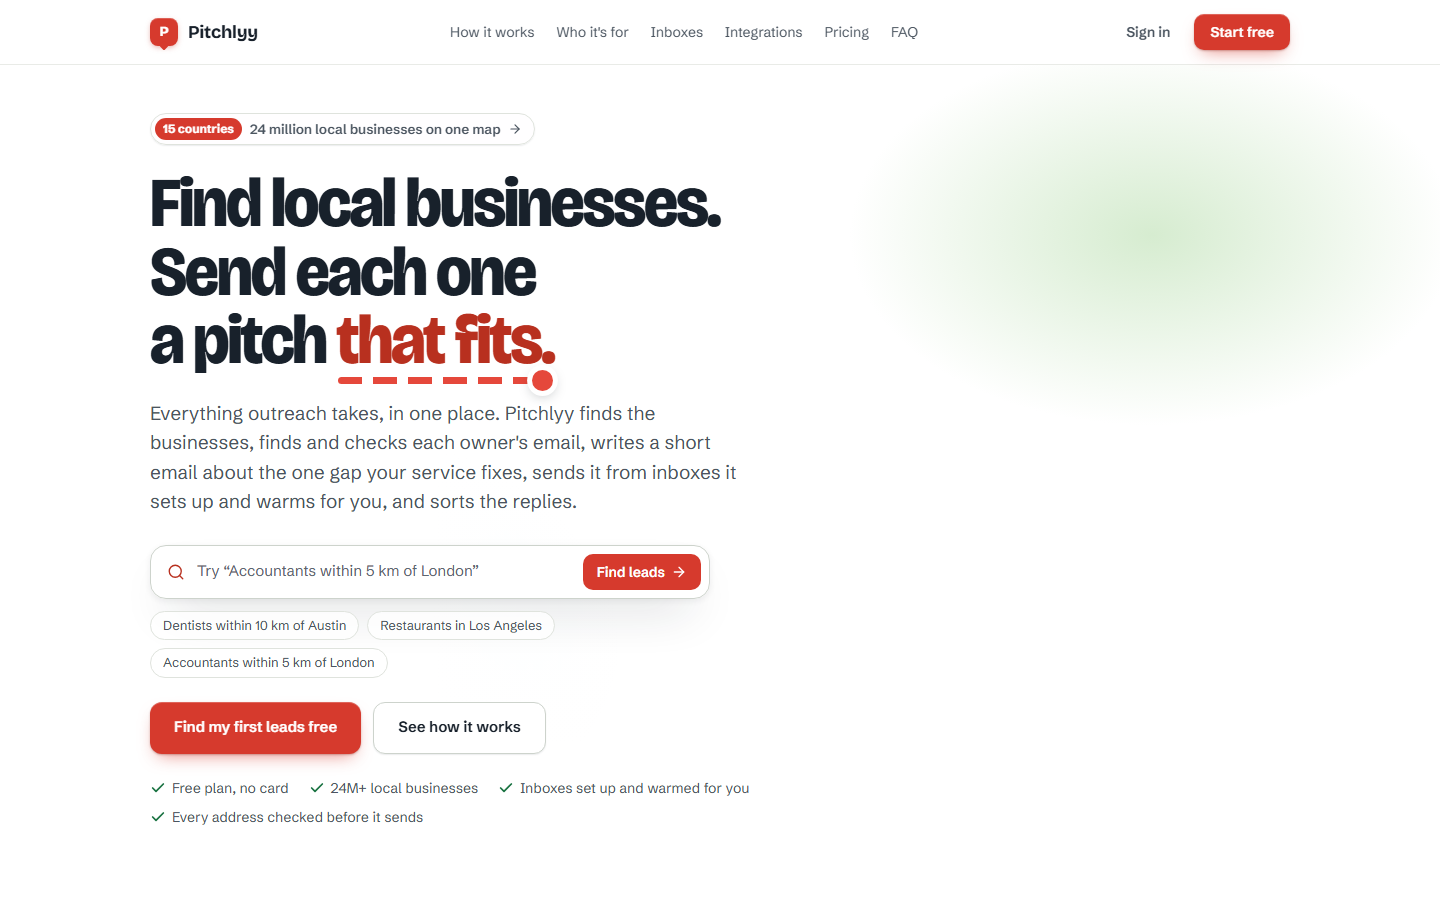 P Pitchlyy How it works Who it's for Inboxes Integrations Pricing FAQ Sign in Start free
15 countries 24 million local businesses on one map →
Find local businesses.
Send each one
a pitch that fits.
Everything outreach takes, in one place. Pitchlyy finds the
businesses, finds and checks each owner's email, writes a short
email about the one gap your service fixes, sends it from inboxes it
sets up and warms for you, and sorts the replies.
Try “Accountants within 5 km of London” Find leads →
Dentists within 10 km of Austin Restaurants in Los Angeles
Accountants within 5 km of London
Find my first leads free See how it works
Free plan, no card 24M+ local businesses Inboxes set up and warmed for you
Every address checked before it sends